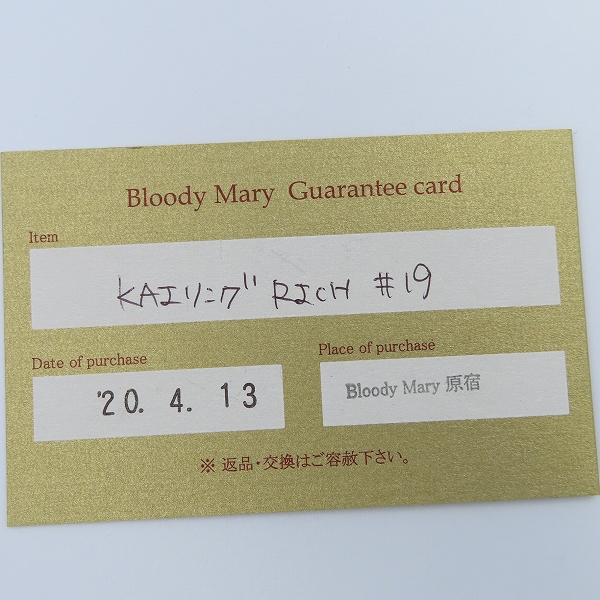 Bloody Mary Guarantee card
Item
KAIリング RICH #19
Date of purchase
Place of purchase
'20. 4. 13
Bloody Mary 原宿
※ 返品・交換はご容赦下さい。